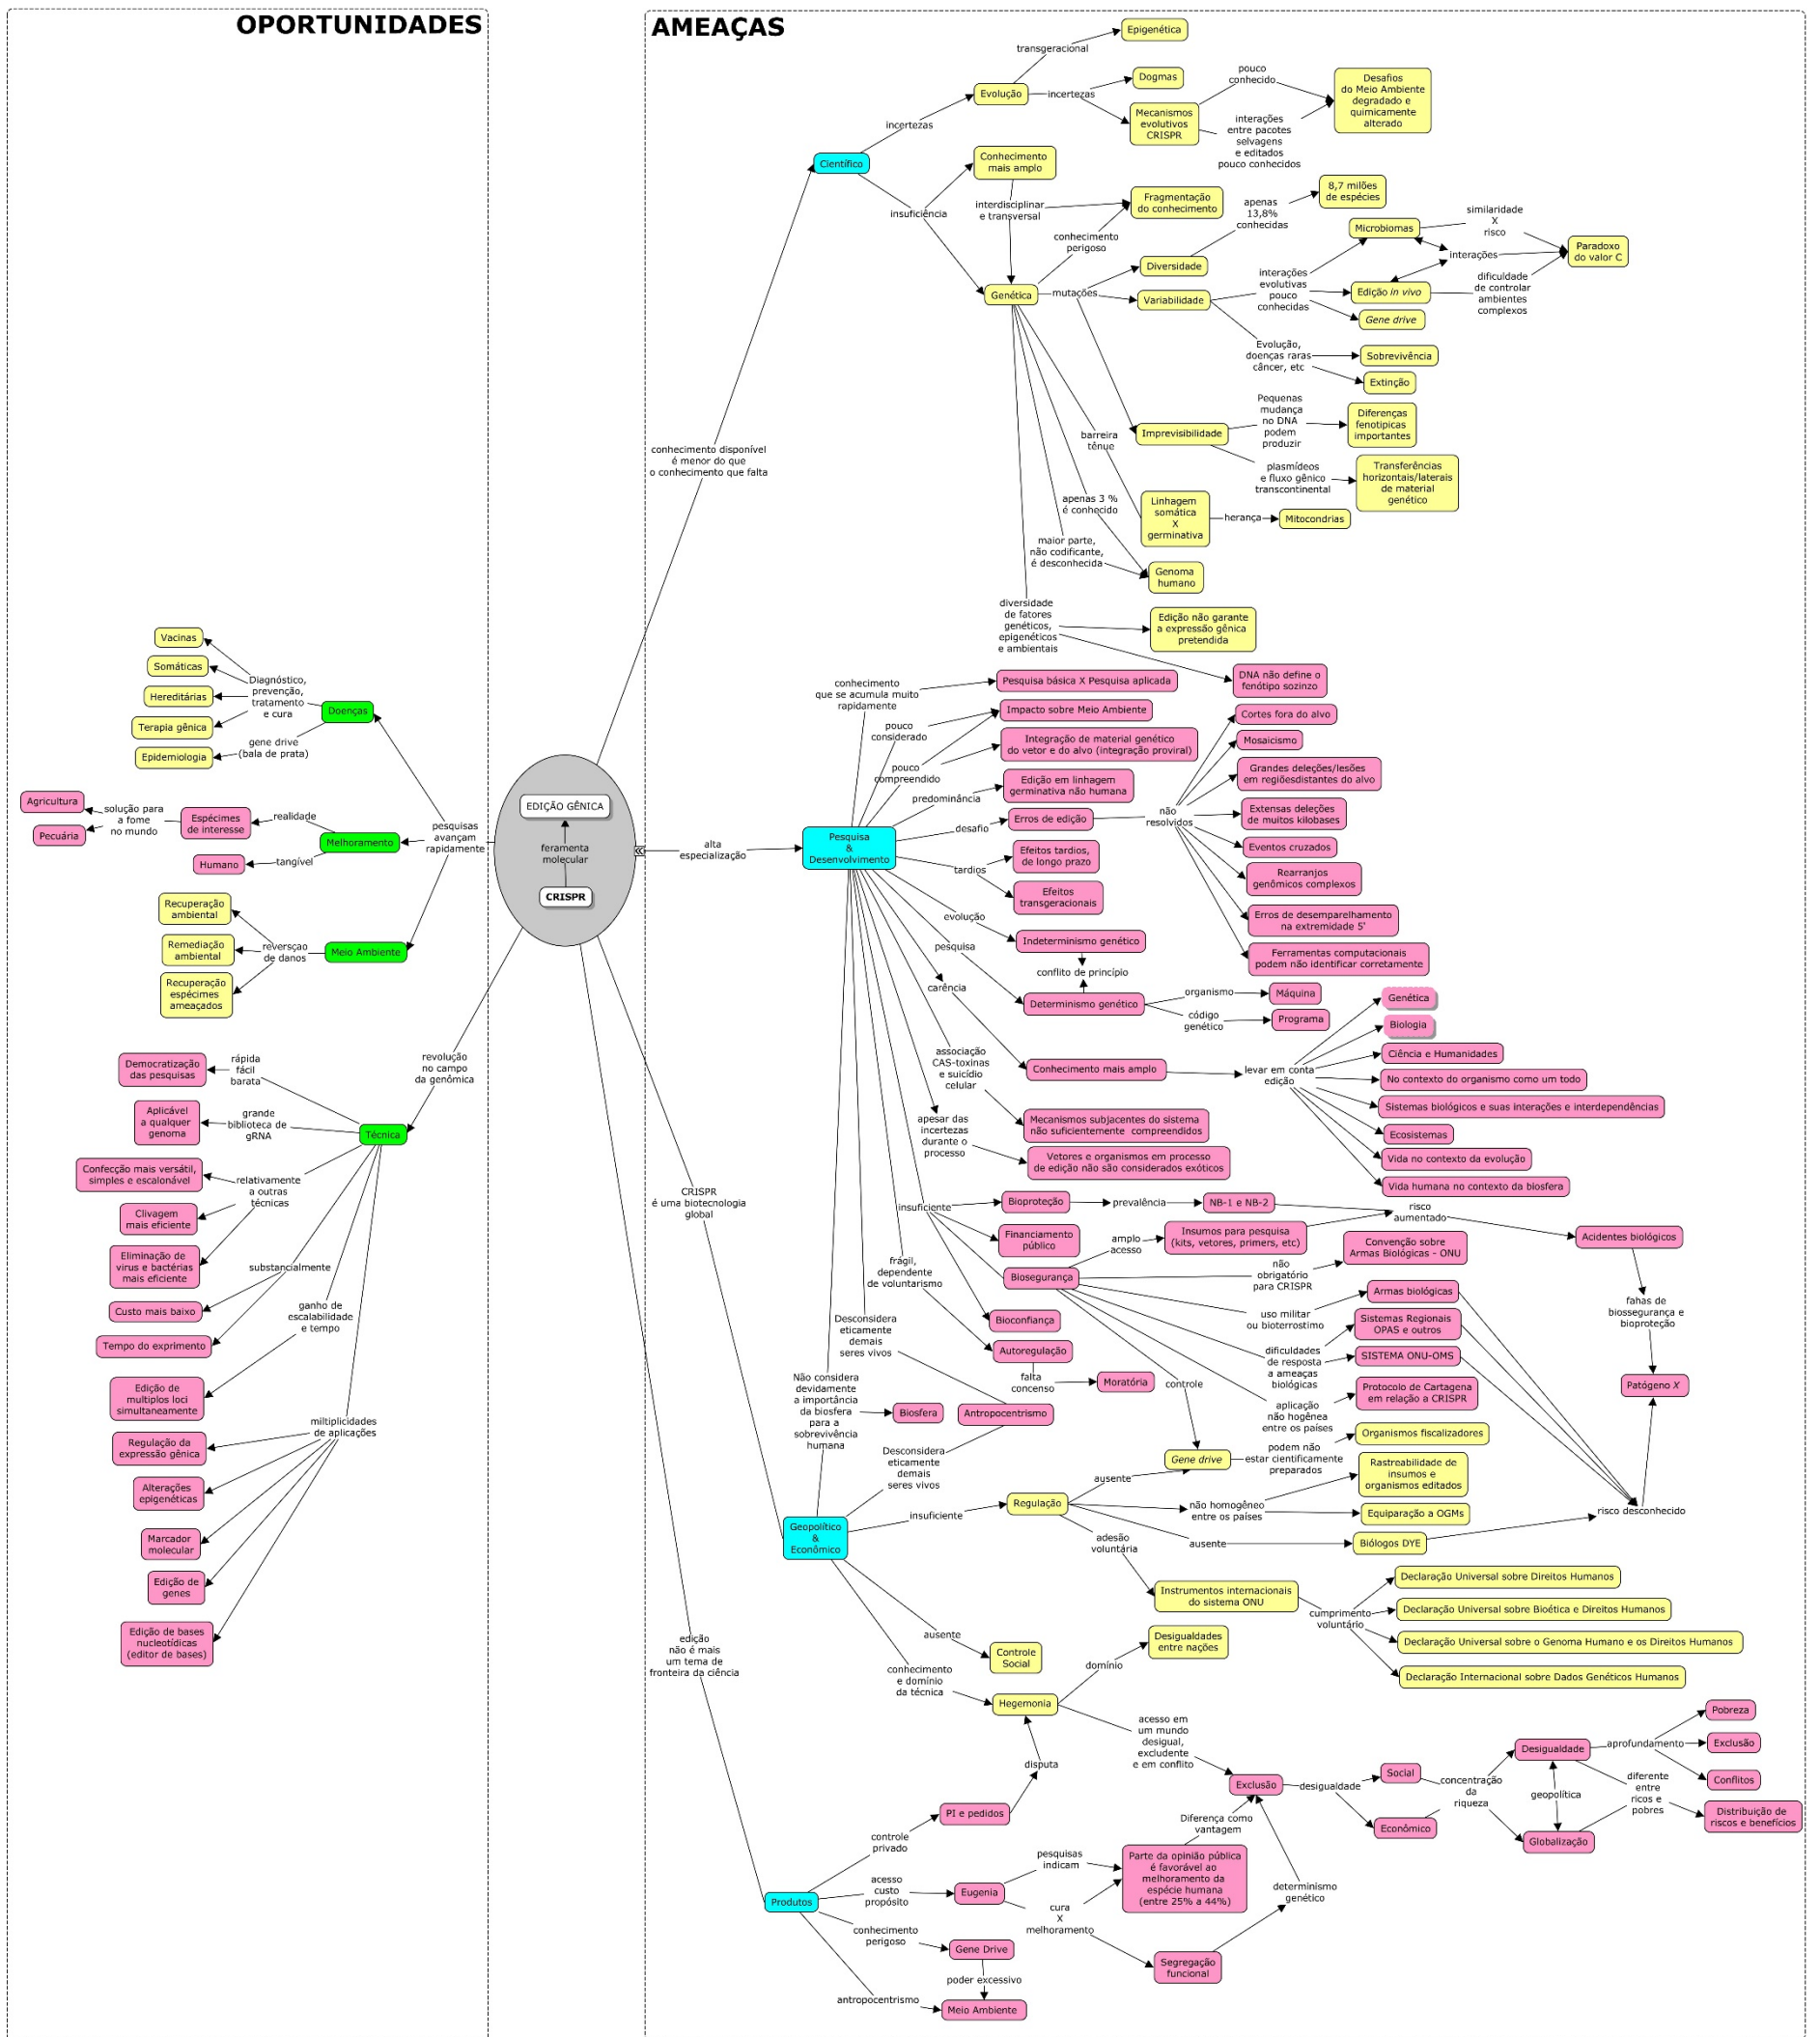 OPORTUNIDADES
AMEAÇAS
Epigenética
transgeracional
Evolução
incertezas
Dogmas
Mecanismos
evolutivos
CRISPR
pouco
conhecido
interações
entre pacotes
selvagens
e editados
pouco conhecidos
Desafios
do Meio Ambiente
degradado e
quimicamente
alterado
incertezas
Científico
insuficiência
Conhecimento
mais amplo
interdisciplinar
e transversal
Fragmentação
do conhecimento
conhecimento
perigoso
Genética
mutações
Diversidade
apenas
13,8%
conhecidas
8,7 milões
de espécies
Variabilidade
interações
evolutivas
pouco
conhecidas
Microbiomas
similaridade
X
risco
interações
Paradoxo
do valor C
Edição in vivo
dificuldade
de controlar
ambientes
complexos
Gene drive
Evolução,
doenças raras
câncer, etc
Sobrevivência
Extinção
Imprevisibilidade
Pequenas
mudança
no DNA
podem
produzir
Diferenças
fenotipicas
importantes
plasmídeos
e fluxo gênico
transcontinental
Transferências
horizontais/laterais
de material
genético
barreira
tênue
Linhagem
somática
X
germinativa
herança
Mitocondrias
apenas 3 %
é conhecido
maior parte,
não codificante,
é desconhecida
Genoma
humano
diversidade
de fatores
genéticos,
epigenéticos
e ambientais
Edição não garante
a expressão gênica
pretendida
DNA não define o
fenótipo sozinzo
conhecimento disponível
é menor do que
o conhecimento que falta
Vacinas
Somáticas
Hereditárias
Terapia gênica
Epidemiologia
Diagnóstico,
prevenção,
tratamento
e cura
gene drive
(bala de prata)
Doenças
Agricultura
Pecuária
solução para
a fome
no mundo
Espécimes
de interesse
realidade
Humano
tangível
Melhoramento
pesquisas
avançam
rapidamente
Recuperação
ambiental
Remediação
ambiental
Recuperação
espécimes
ameaçados
reversçao
de danos
Meio Ambiente
EDIÇÃO GÊNICA
feramenta
molecular
CRISPR
revolução
no campo
da genômica
Democratização
das pesquisas
rápida
fácil
barata
Aplicável
a qualquer
genoma
grande
biblioteca de
gRNA
Técnica
Confecção mais versátil,
simples e escalonável
Clivagem
mais eficiente
Eliminação de
virus e bactérias
mais eficiente
relativamente
a outras
técnicas
substancialmente
Custo mais baixo
Tempo do exprimento
ganho de
escalabilidade
e tempo
Edição de
multiplos loci
simultaneamente
miltiplicidades
de aplicações
Regulação da
expressão gênica
Alterações
epigenéticas
Marcador
molecular
Edição de
genes
Edição de bases
nucleotídicas
(editor de bases)
alta
especialização
Pesquisa
&
Desenvolvimento
conhecimento
que se acumula muito
rapidamente
Pesquisa básica X Pesquisa aplicada
pouco
considerado
Impacto sobre Meio Ambiente
pouco
compreendido
Integração de material genético
do vetor e do alvo (integração proviral)
predominância
Edição em linhagem
germinativa não humana
desafio
Erros de edição
não
resolvidos
Cortes fora do alvo
Mosaicismo
Grandes deleções/lesões
em regiõesdistantes do alvo
Extensas deleções
de muitos kilobases
Eventos cruzados
Rearranjos
genômicos complexos
Erros de desemparelhamento
na extremidade 5'
Ferramentas computacionais
podem não identificar corretamente
tardios
Efeitos tardios,
de longo prazo
Efeitos
transgeracionais
evolução
Indeterminismo genético
conflito de princípio
pesquisa
Determinismo genético
organismo
Máquina
código
genético
Programa
carência
Conhecimento mais amplo
levar em conta
edição
Genética
Biologia
Ciência e Humanidades
No contexto do organismo como um todo
Sistemas biológicos e suas interações e interdependências
Ecosistemas
Vida no contexto da evolução
Vida humana no contexto da biosfera
associação
CAS-toxinas
e suicídio
celular
Mecanismos subjacentes do sistema
não suficientemente compreendidos
apesar das
incertezas
durante o
processo
Vetores e organismos em processo
de edição não são considerados exóticos
insuficiente
Bioproteção
prevalência
NB-1 e NB-2
risco
aumentado
Acidentes biológicos
Financiamento
público
Biosegurança
amplo
acesso
Insumos para pesquisa
(kits, vetores, primers, etc)
não
obrigatório
para CRISPR
Convenção sobre
Armas Biológicas - ONU
uso militar
ou bioterrostimo
Armas biológicas
dificuldades
de resposta
a ameaças
biológicas
Sistemas Regionais
OPAS e outros
SISTEMA ONU-OMS
aplicação
não hogênea
entre os países
Protocolo de Cartagena
em relação a CRISPR
controle
fahas de
biossegurança e
bioproteção
Patógeno X
risco desconhecido
Bioconfiança
frágil,
dependente
de voluntarismo
Autoregulação
falta
concenso
Moratória
Desconsidera
eticamente
demais
seres vivos
Antropocentrismo
Não considera
devidamente
a importância
da biosfera
para a
sobrevivência
humana
Biosfera
Desconsidera
eticamente
demais
seres vivos
CRISPR
é uma biotecnologia
global
Geopolítico
&
Econômico
insuficiente
Regulação
ausente
Gene drive
podem não
estar cientificamente
preparados
Organismos fiscalizadores
não homogêneo
entre os países
Rastreabilidade de
insumos e
organismos editados
Equiparação a OGMs
ausente
Biólogos DYE
adesão
voluntária
Instrumentos internacionais
do sistema ONU
cumprimento
voluntário
Declaração Universal sobre Direitos Humanos
Declaração Universal sobre Bioética e Direitos Humanos
Declaração Universal sobre o Genoma Humano e os Direitos Humanos
Declaração Internacional sobre Dados Genéticos Humanos
ausente
Controle
Social
conhecimento
e domínio
da técnica
Hegemonia
domínio
Desigualdades
entre nações
acesso em
um mundo
desigual,
excludente
e em conflito
disputa
Exclusão
desigualdade
Social
Econômico
concentração
da
riqueza
Desigualdade
geopolítica
Globalização
aprofundamento
Pobreza
Exclusão
Conflitos
diferente
entre
ricos e
pobres
Distribuição de
riscos e benefícios
edição
não é mais
um tema de
fronteira da ciência
Produtos
controle
privado
PI e pedidos
acesso
custo
propósito
Eugenia
pesquisas
indicam
Parte da opinião pública
é favorável ao
melhoramento da
espécie humana
(entre 25% a 44%)
Diferença como
vantagem
cura
X
melhoramento
Segregação
funcional
determinismo
genético
conhecimento
perigoso
Gene Drive
poder excessivo
antropocentrismo
Meio Ambiente